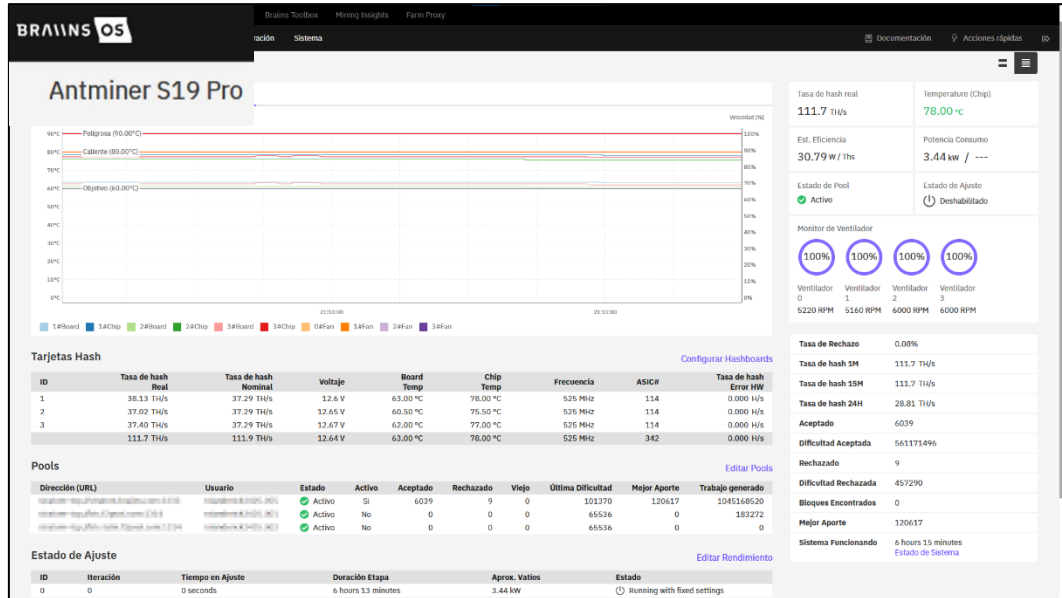 BRAIINS OS
Braiins Toolbox Mining Insights Farm Proxy
ración Sistema Documentación Acciones rápidas
Antminer S19 Pro
Velocidad [%]
90°C Peligrosa (90.00°C) 100%
80°C Caliente (80.00°C) 90%
80%
70°C
70%
60°C Objetivo (60.00°C)
60%
50°C
50%
40°C
40%
30°C
30%
20°C
20%
10°C
10%
0°C 0%
21:10:00 21:11:00
1#Board 1#Chip 2#Board 2#Chip 3#Board 3#Chip 0#Fan 1#Fan 2#Fan 3#Fan
Tarjetas Hash Configurar Hashboards
ID Tasa de hash Real Tasa de hash Nominal Voltaje Board Temp Chip Temp Frecuencia ASIC# Tasa de hash Error HW
1 38.13 TH/s 37.29 TH/s 12.6 V 63.00 °C 78.00 °C 525 MHz 114 0.000 H/s
2 37.02 TH/s 37.29 TH/s 12.65 V 60.50 °C 75.50 °C 525 MHz 114 0.000 H/s
3 37.40 TH/s 37.29 TH/s 12.67 V 62.00 °C 77.00 °C 525 MHz 114 0.000 H/s
111.7 TH/s 111.9 TH/s 12.64 V 63.00 °C 78.00 °C 525 MHz 342 0.000 H/s
Pools Editar Pools
Dirección (URL) Usuario Estado Activo Aceptado Rechazado Viejo Última Dificultad Mejor Aporte Trabajo generado
Activo Si 6039 9 0 101370 120617 1045168520
Activo No 0 0 0 65536 0 183272
Activo No 0 0 0 65536 0 0
Estado de Ajuste Editar Rendimiento
ID Iteración Tiempo en Ajuste Duración Etapa Aprox. Vatios Estado
0 0 0 seconds 6 hours 13 minutes 3.44 kW Running with fixed settings
Tasa de hash real Temperature (Chip)
111.7 TH/s 78.00 °C
Est. Eficiencia Potencia Consumo
30.79 W / Ths 3.44 kW / ---
Estado de Pool Estado de Ajuste
Activo Deshabilitado
Monitor de Ventilador
100% 100% 100% 100%
Ventilador 0 Ventilador 1 Ventilador 2 Ventilador 3
5220 RPM 5160 RPM 6000 RPM 6000 RPM
Tasa de Rechazo 0.08%
Tasa de hash 1M 111.7 TH/s
Tasa de hash 15M 111.7 TH/s
Tasa de hash 24H 28.81 TH/s
Aceptado 6039
Dificultad Aceptada 561171496
Rechazado 9
Dificultad Rechazada 457290
Bloques Encontrados 0
Mejor Aporte 120617
Sistema Funcionando 6 hours 15 minutes
Estado de Sistema